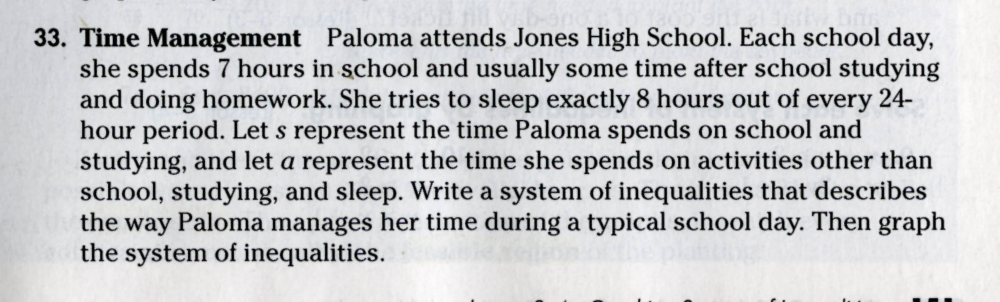 33. Time Management Paloma attends Jones High School. Each school day,
she spends 7 hours in school and usually some time after school studying
and doing homework. She tries to sleep exactly 8 hours out of every 24-
hour period. Let s represent the time Paloma spends on school and
studying, and let a represent the time she spends on activities other than
school, studying, and sleep. Write a system of inequalities that describes
the way Paloma manages her time during a typical school day. Then graph
the system of inequalities.